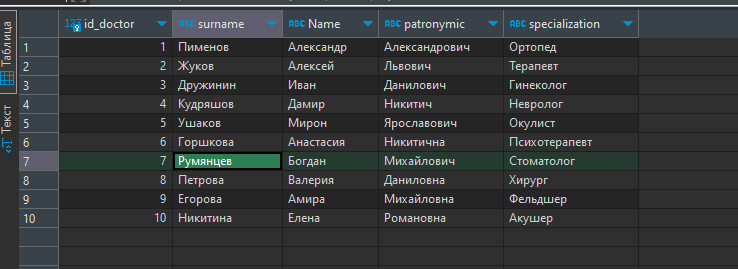 id_doctor surname Name patronymic specialization
1 1 Пименов Александр Александрович Ортопед
2 2 Жуков Алексей Львович Терапевт
3 3 Дружинин Иван Данилович Гинеколог
4 4 Кудряшов Дамир Никитич Невролог
5 5 Ушаков Мирон Ярославович Окулист
6 6 Горшкова Анастасия Никитична Психотерапевт
7 7 Румянцев Богдан Михайлович Стоматолог
8 8 Петрова Валерия Даниловна Хирург
9 9 Егорова Амира Михайловна Фельдшер
10 10 Никитина Елена Романовна Акушер
Таблица
Текст